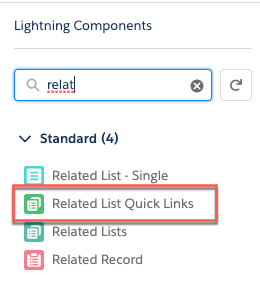 Lightning Components
relat
Standard (4)
Related List - Single
Related List Quick Links
Related Lists
Related Record